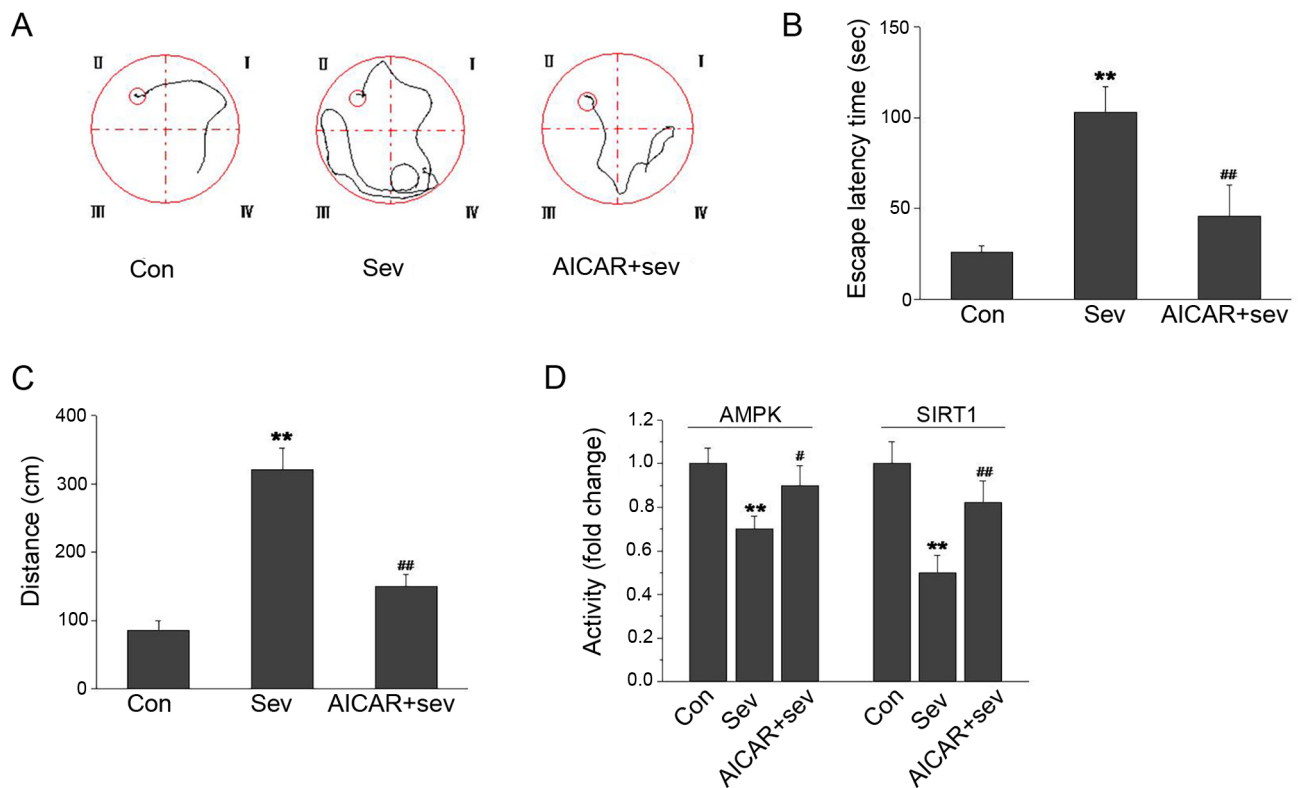 A
II I
III IV
Con
II I
III IV
Sev
II I
III IV
AICAR+sev
B
Escape latency time (sec)
150
100
50
0
**
##
Con Sev AICAR+sev
C
Distance (cm)
400
300
200
100
0
**
##
Con Sev AICAR+sev
D
Activity (fold change)
1.2
1.0
0.8
0.6
0.4
0.2
0.0
AMPK
**
#
Con Sev AICAR+sev
SIRT1
**
##
Con Sev AICAR+sev